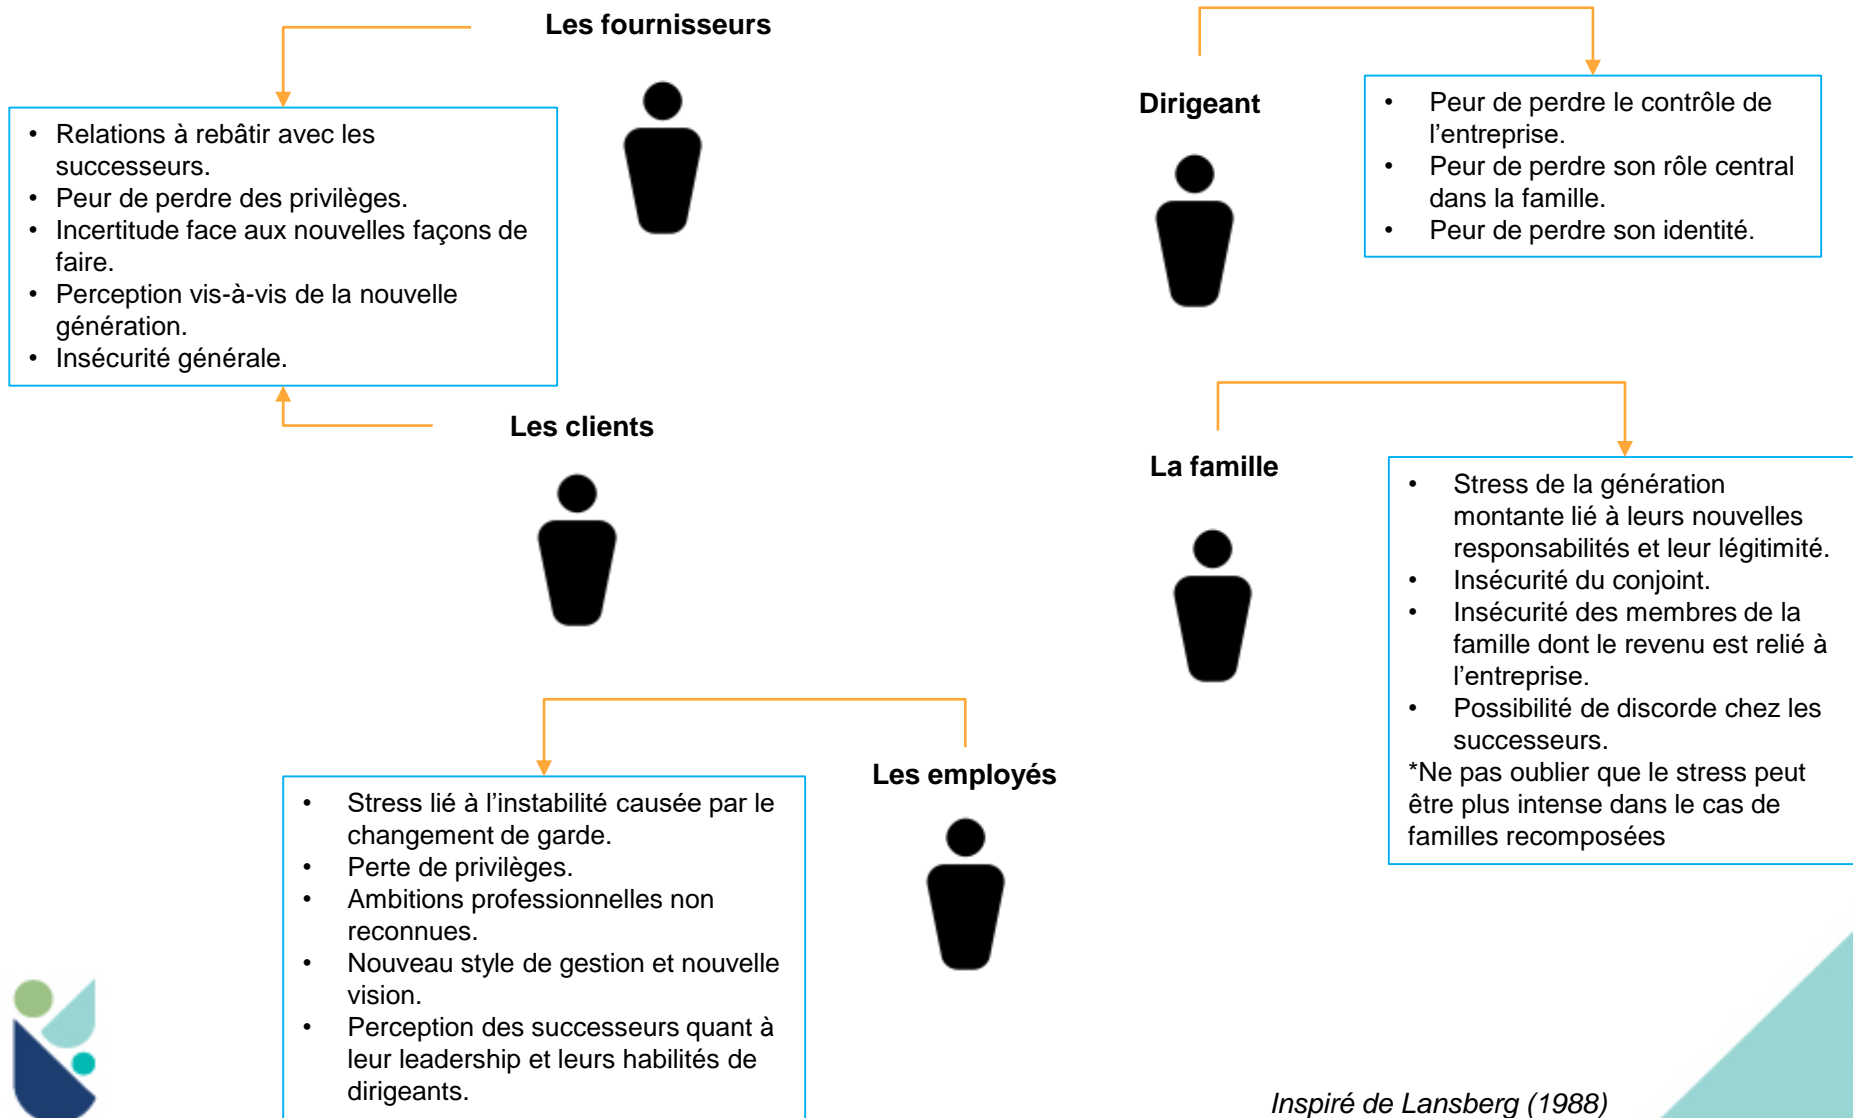 Les fournisseurs
• Relations à rebâtir avec les
successeurs.
• Peur de perdre des privilèges.
• Incertitude face aux nouvelles façons de
faire.
• Perception vis-à-vis de la nouvelle
génération.
• Insécurité générale.
Les clients
Dirigeant
• Peur de perdre le contrôle de
l’entreprise.
• Peur de perdre son rôle central
dans la famille.
• Peur de perdre son identité.
La famille
• Stress de la génération
montante lié à leurs nouvelles
responsabilités et leur légitimité.
• Insécurité du conjoint.
• Insécurité des membres de la
famille dont le revenu est relié à
l’entreprise.
• Possibilité de discorde chez les
successeurs.
*Ne pas oublier que le stress peut
être plus intense dans le cas de
familles recomposées
Les employés
• Stress lié à l’instabilité causée par le
changement de garde.
• Perte de privilèges.
• Ambitions professionnelles non
reconnues.
• Nouveau style de gestion et nouvelle
vision.
• Perception des successeurs quant à
leur leadership et leurs habilités de
dirigeants.
Inspiré de Lansberg (1988)